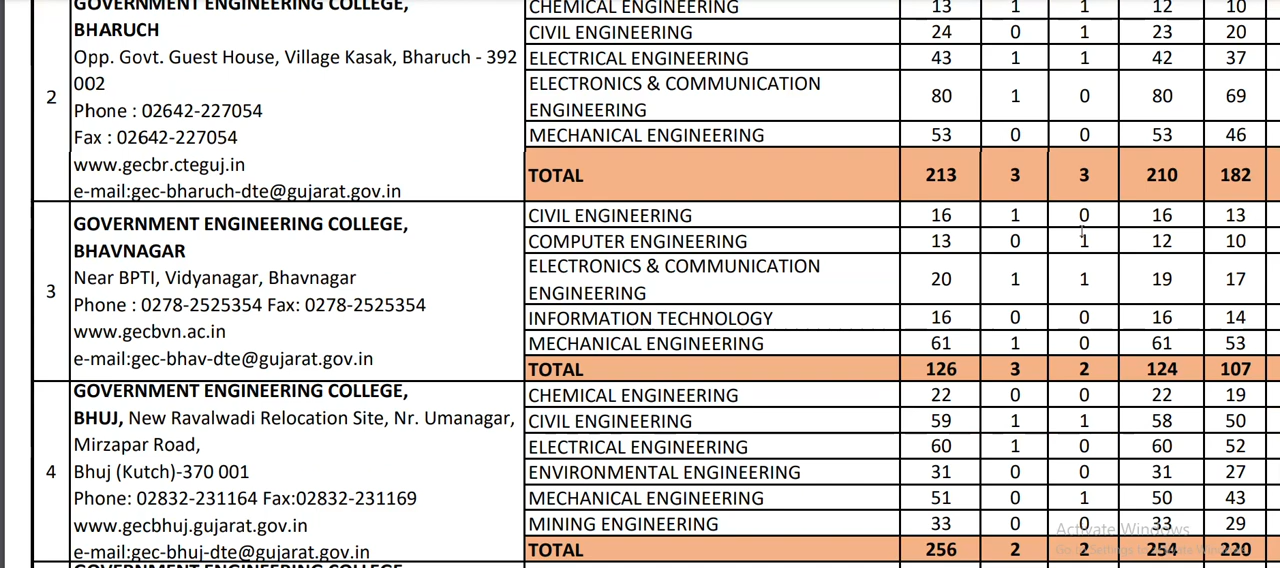 GOVERNMENT ENGINEERING COLLEGE,
BHARUCH
Opp. Govt. Guest House, Village Kasak, Bharuch - 392
002
Phone : 02642-227054
Fax : 02642-227054
www.gecbr.cteguj.in
e-mail:gec-bharuch-dte@gujarat.gov.in
2
CHEMICAL ENGINEERING 13 1 1 12 10
CIVIL ENGINEERING 24 0 1 23 20
ELECTRICAL ENGINEERING 43 1 1 42 37
ELECTRONICS & COMMUNICATION
ENGINEERING 80 1 0 80 69
MECHANICAL ENGINEERING 53 0 0 53 46
TOTAL 213 3 3 210 182
3
GOVERNMENT ENGINEERING COLLEGE,
BHAVNAGAR
Near BPTI, Vidyanagar, Bhavnagar
Phone : 0278-2525354 Fax: 0278-2525354
www.gecbvn.ac.in
e-mail:gec-bhav-dte@gujarat.gov.in
CIVIL ENGINEERING 16 1 0 16 13
COMPUTER ENGINEERING 13 0 1 12 10
ELECTRONICS & COMMUNICATION
ENGINEERING 20 1 1 19 17
INFORMATION TECHNOLOGY 16 0 0 16 14
MECHANICAL ENGINEERING 61 1 0 61 53
TOTAL 126 3 2 124 107
4
GOVERNMENT ENGINEERING COLLEGE,
BHUJ, New Ravalwadi Relocation Site, Nr. Umanagar,
Mirzapar Road,
Bhuj (Kutch)-370 001
Phone: 02832-231164 Fax:02832-231169
www.gecbhuj.gujarat.gov.in
e-mail:gec-bhuj-dte@gujarat.gov.in
CHEMICAL ENGINEERING 22 0 0 22 19
CIVIL ENGINEERING 59 1 1 58 50
ELECTRICAL ENGINEERING 60 1 0 60 52
ENVIRONMENTAL ENGINEERING 31 0 0 31 27
MECHANICAL ENGINEERING 51 0 1 50 43
MINING ENGINEERING 33 0 0 33 29
TOTAL 256 2 2 254 220
Activate Windows
Go to Settings to activate Windows.
GOVERNMENT ENGINEERING COLLEGE,